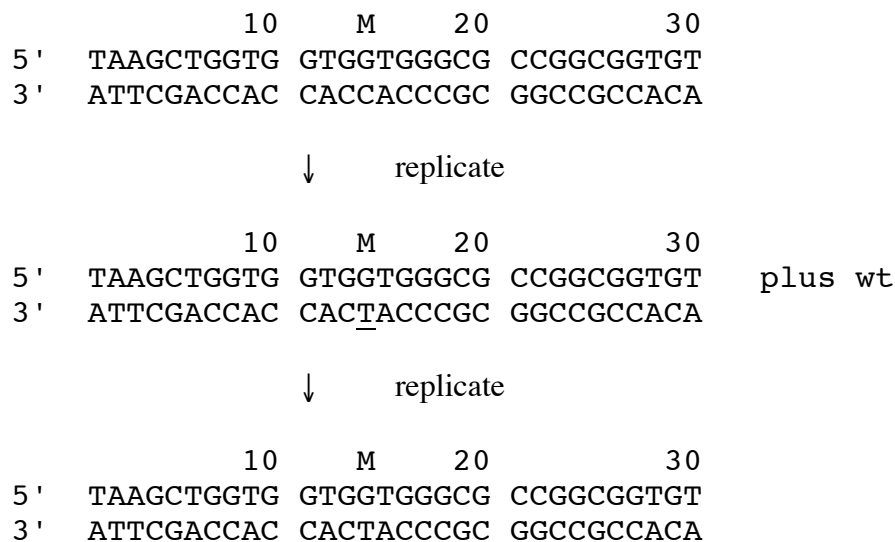 10 M 20 30
5' TAAGCTGGTG GTGGTGGGCG CCGGCGGTGT
3' ATTCGACCAC CACCACCCGC GGCCGCCACA
↓ replicate
10 M 20 30
5' TAAGCTGGTG GTGGTGGGCG CCGGCGGTGT plus wt
3' ATTCGACCAC CACTACCCGC GGCCGCCACA
↓ replicate
10 M 20 30
5' TAAGCTGGTG GTGGTGGGCG CCGGCGGTGT
3' ATTCGACCAC CACTACCCGC GGCCGCCACA